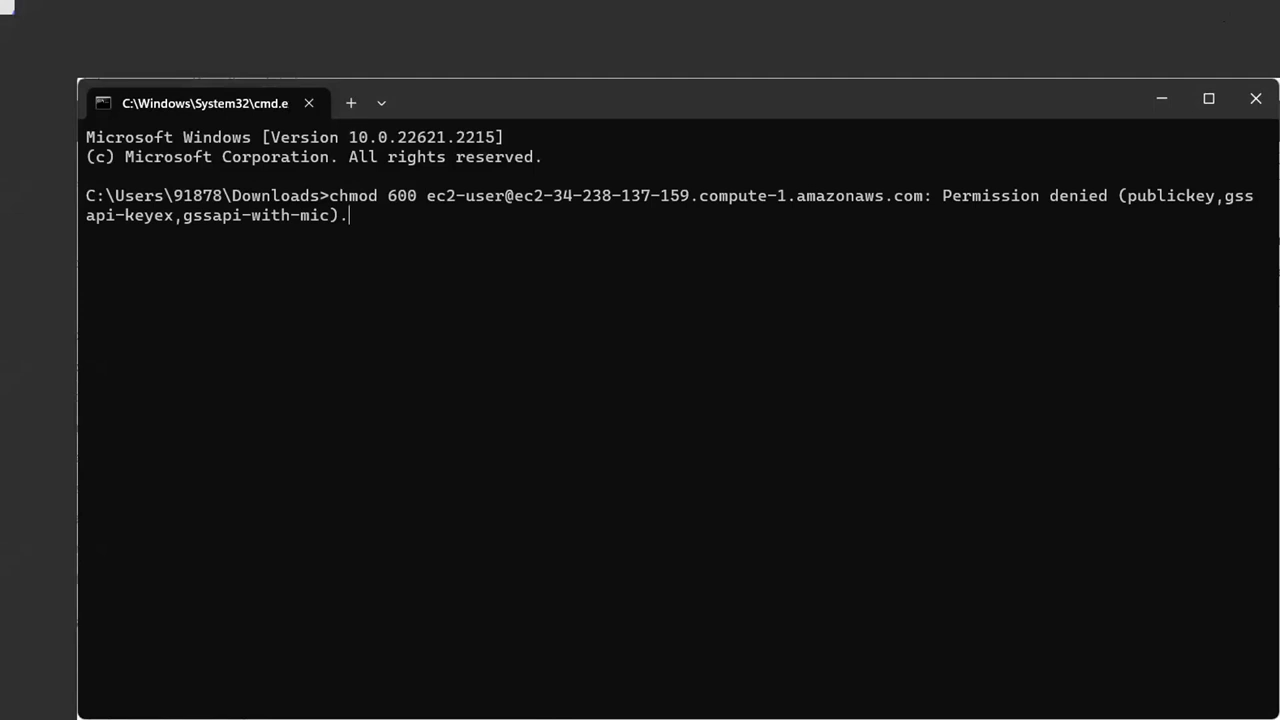 C:\Windows\System32\cmd.e
Microsoft Windows [Version 10.0.22621.2215]
(c) Microsoft Corporation. All rights reserved.
C:\Users\91878\Downloads>chmod 600 ec2-user@ec2-34-238-137-159.compute-1.amazonaws.com: Permission denied (publickey,gss
api-keyex,gssapi-with-mic).